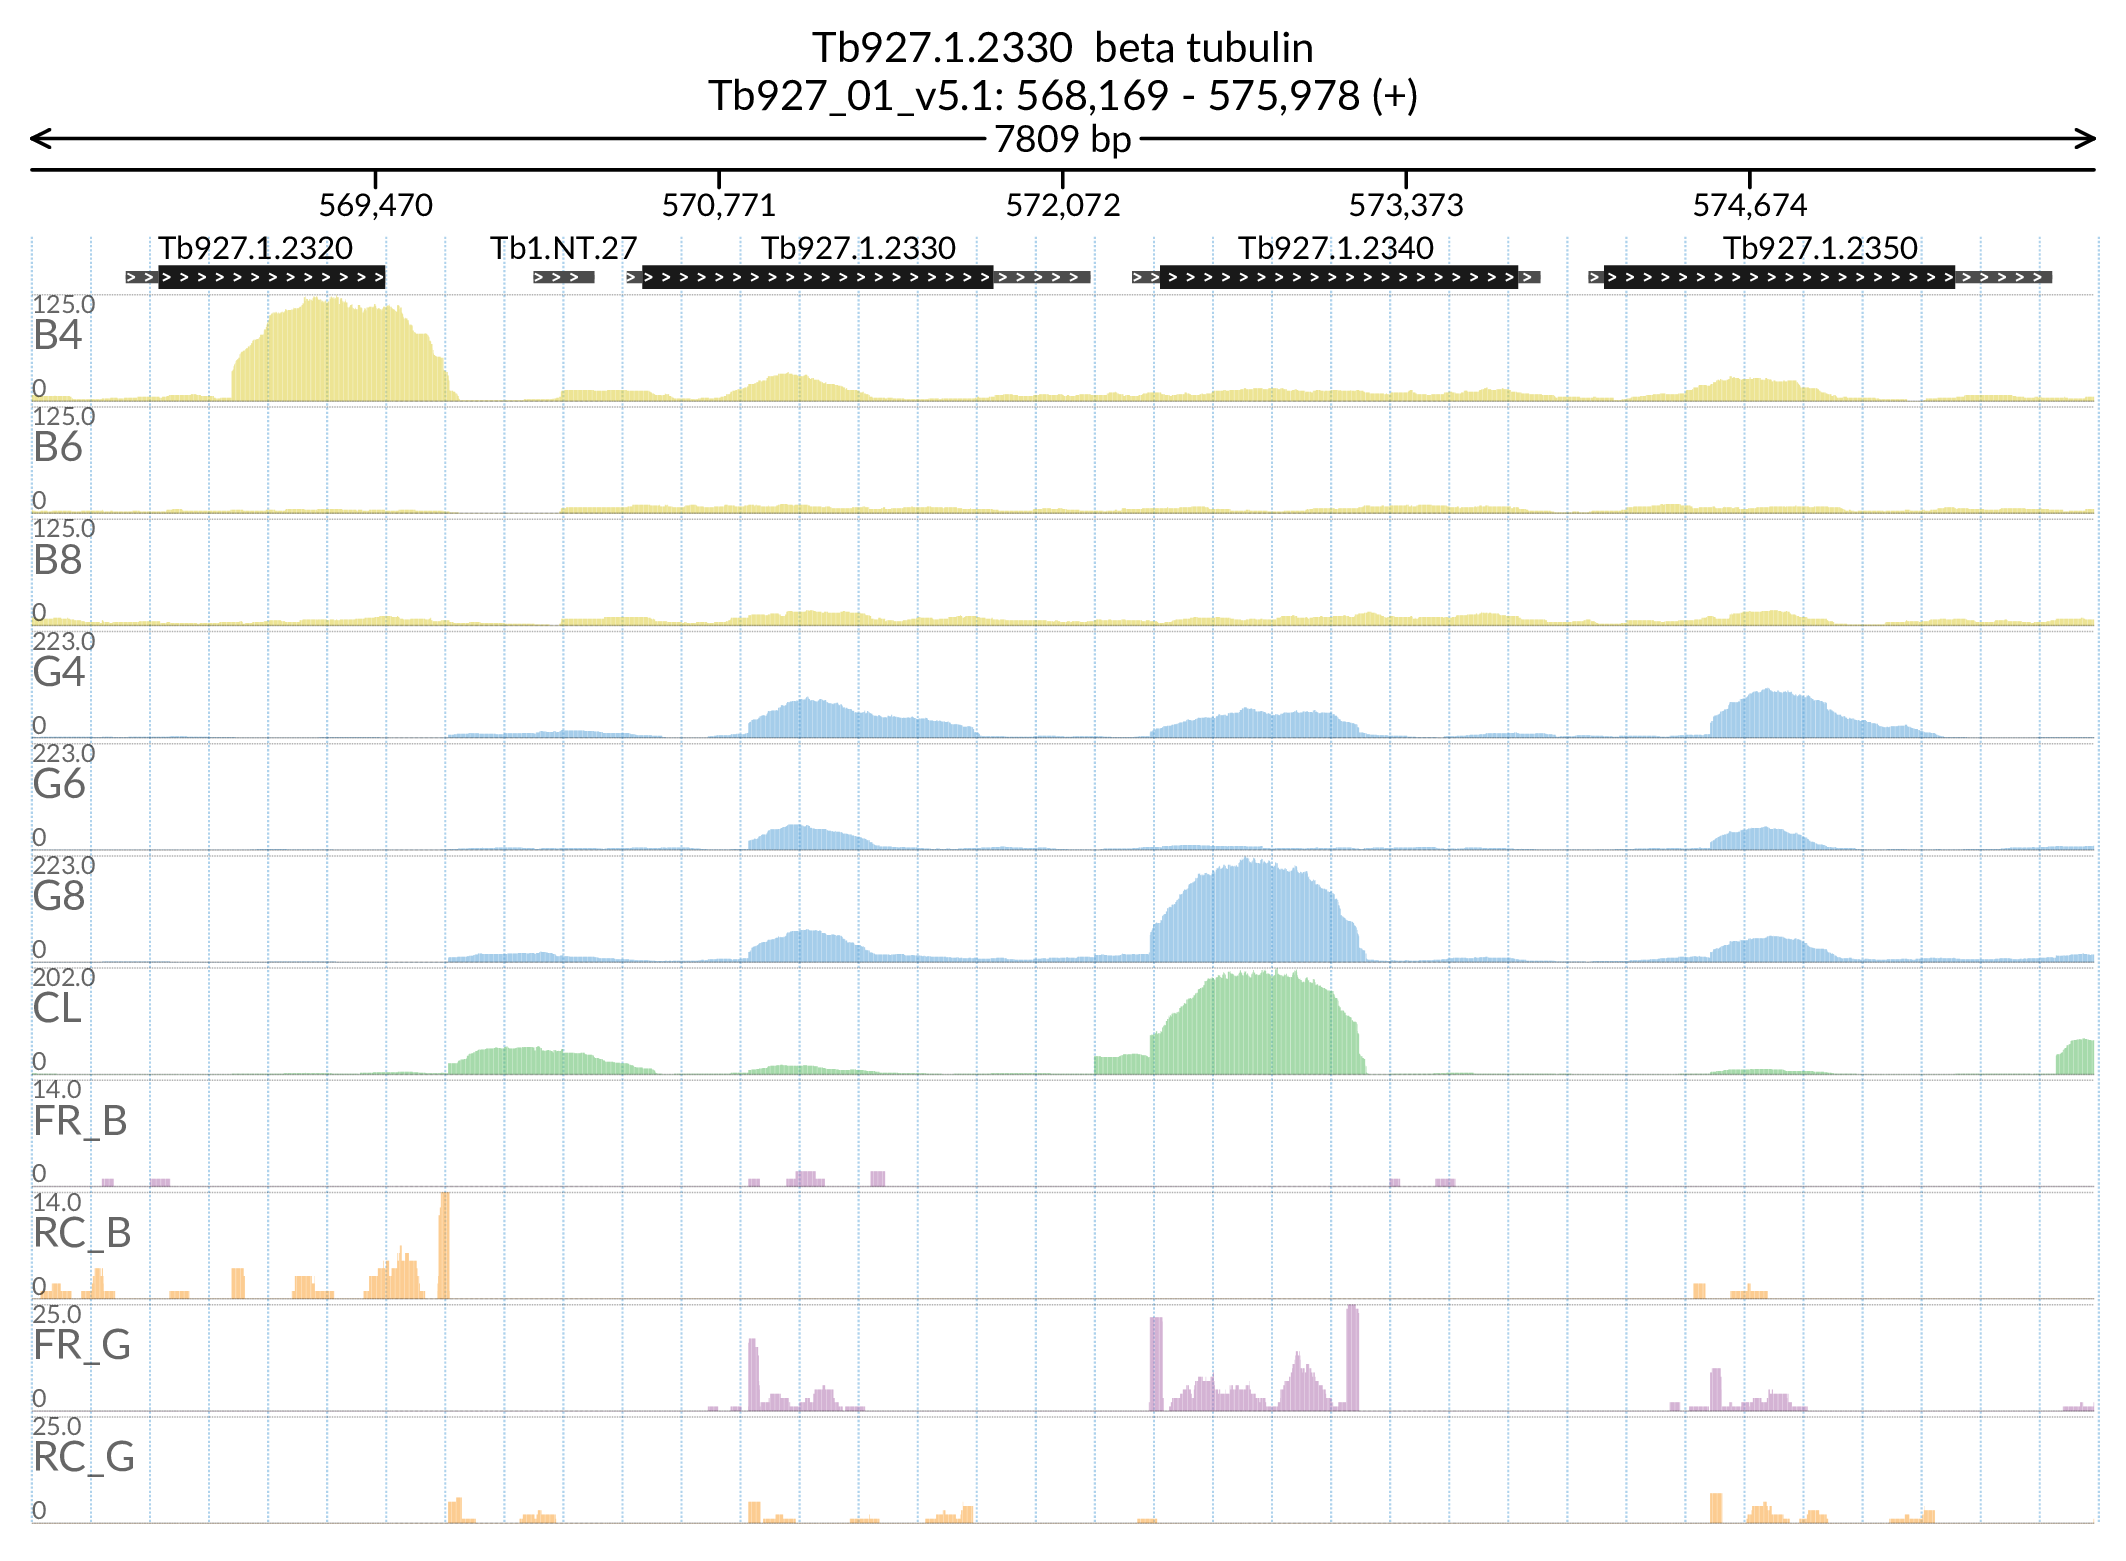 Tb927.1.2330 beta tubulin
Tb927_01_v5.1: 568,169 - 575,978 (+)
7809 bp
569,470 570,771 572,072 573,373 574,674
Tb927.1.2320 Tb1.NT.27 Tb927.1.2330 Tb927.1.2340 Tb927.1.2350
125.0
B4
0
125.0
B6
0
125.0
B8
0
223.0
G4
0
223.0
G6
0
223.0
G8
0
202.0
CL
0
14.0
FR_B
0
14.0
RC_B
0
25.0
FR_G
0
25.0
RC_G
0